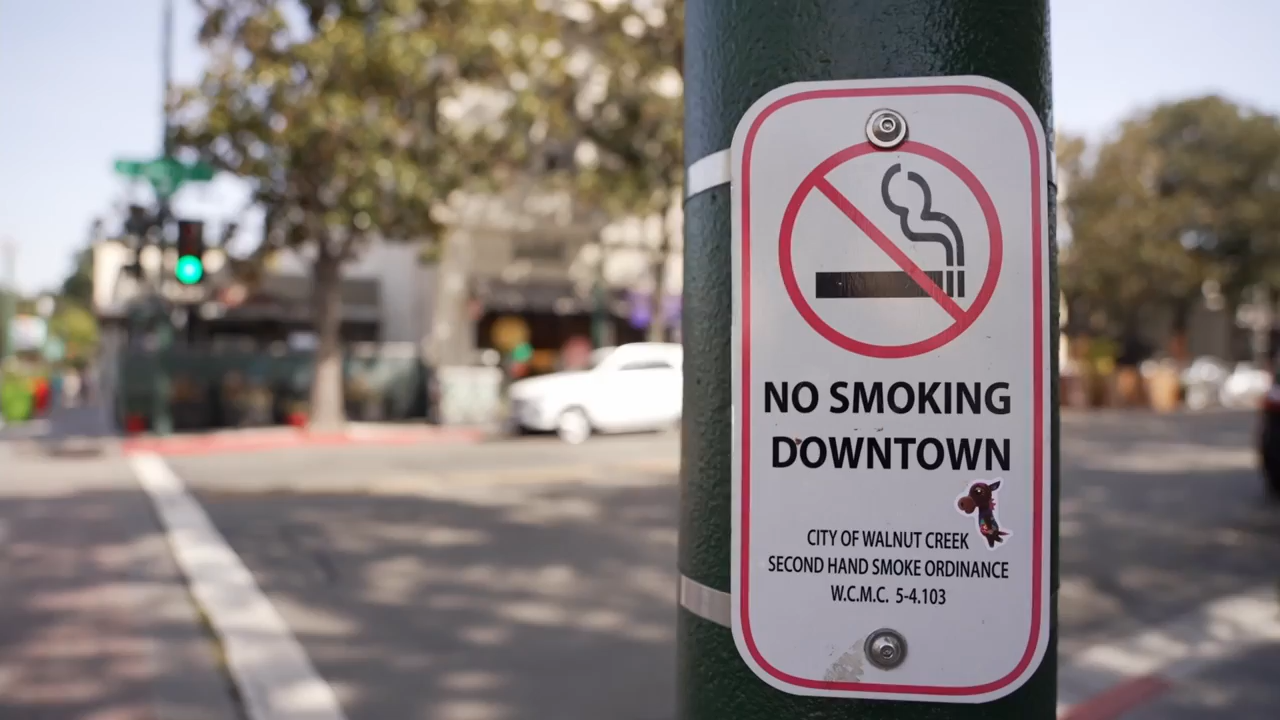 NO SMOKING
DOWNTOWN
CITY OF WALNUT CREEK
SECOND HAND SMOKE ORDINANCE
W.C.M.C. 5-4.103